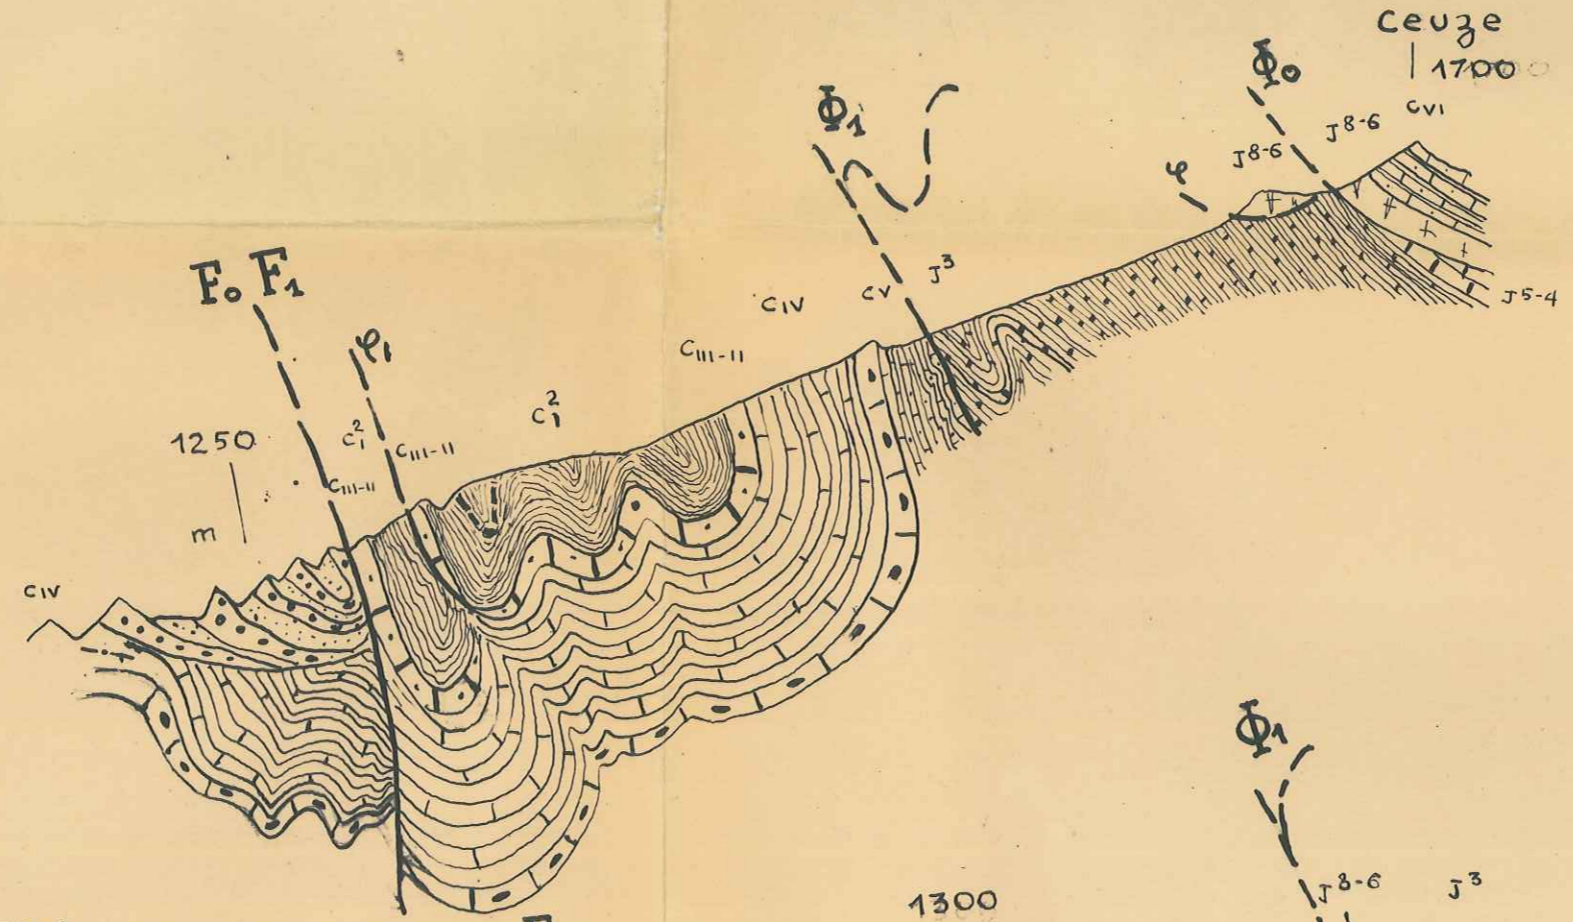 Ceuze
1700
Φ₀
CVI
J⁸⁻⁶
J⁸⁻⁶
φ
Φ₁
J³
CV
CIV
J⁵⁻⁴
F₀ F₁
φ₁
CIII-II
C₁²
C₁²
CIII-II
1250
CIII-II
m
CIV
Φ₁
1300
J⁸⁻⁶
J³